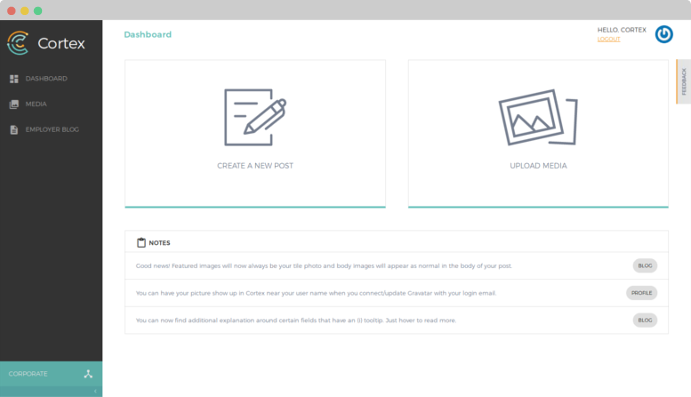 Cortex
DASHBOARD
MEDIA
EMPLOYER BLOG
CORPORATE
Dashboard
HELLO, CORTEX
LOGOUT
FEEDBACK
CREATE A NEW POST
UPLOAD MEDIA
NOTES
Good news! Featured images will now always be your tile photo and body images will appear as normal in the body of your post.
BLOG
You can have your picture show up in Cortex near your user name when you connect/update Gravatar with your login email.
PROFILE
You can now find additional explanation around certain fields that have an (i) tooltip. Just hover to read more.
BLOG